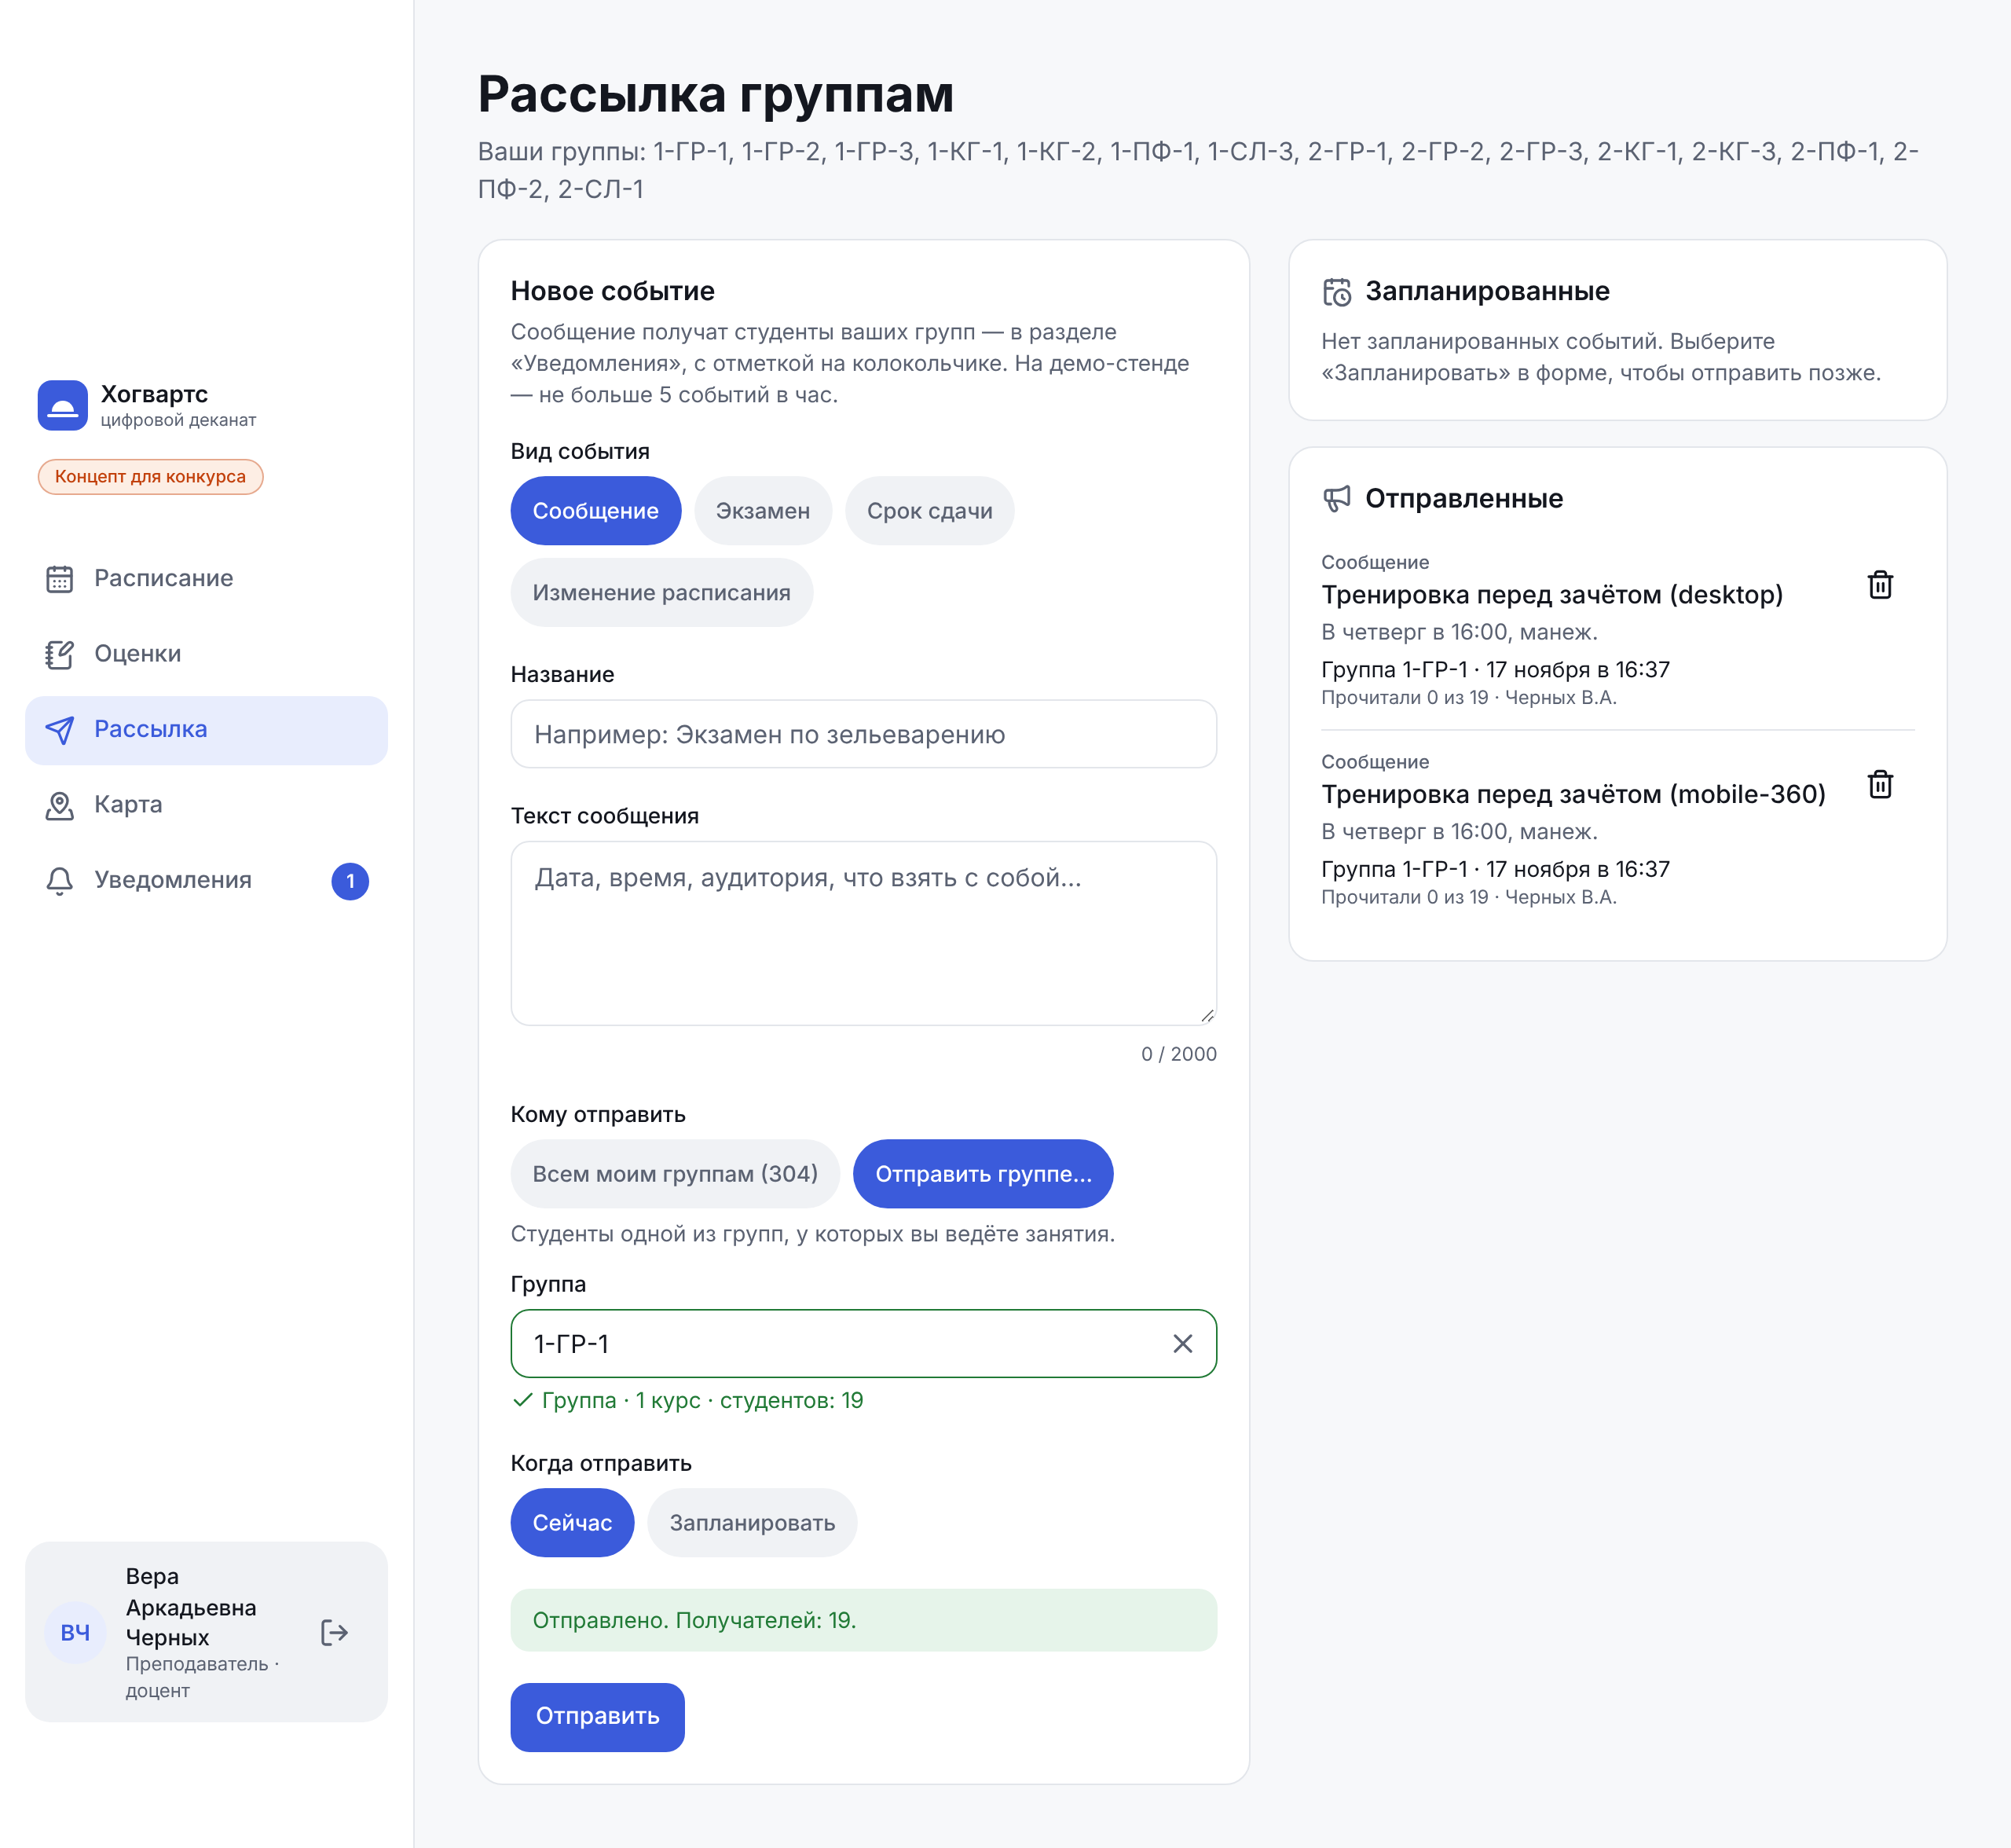 Хогвартс
цифровой деканат
Концепт для конкурса
Расписание
Оценки
Рассылка
Карта
Уведомления
1
ВЧ
Вера
Аркадьевна
Черных
Преподаватель ·
доцент
Рассылка группам
Ваши группы: 1-ГР-1, 1-ГР-2, 1-ГР-3, 1-КГ-1, 1-КГ-2, 1-ПФ-1, 1-СЛ-3, 2-ГР-1, 2-ГР-2, 2-ГР-3, 2-КГ-1, 2-КГ-3, 2-ПФ-1, 2-
ПФ-2, 2-СЛ-1
Новое событие
Сообщение получат студенты ваших групп — в разделе
«Уведомления», с отметкой на колокольчике. На демо-стенде
— не больше 5 событий в час.
Вид события
Сообщение
Экзамен
Срок сдачи
Изменение расписания
Название
Например: Экзамен по зельеварению
Текст сообщения
Дата, время, аудитория, что взять с собой...
0 / 2000
Кому отправить
Всем моим группам (304)
Отправить группе...
Студенты одной из групп, у которых вы ведёте занятия.
Группа
1-ГР-1
Группа · 1 курс · студентов: 19
Когда отправить
Сейчас
Запланировать
Отправлено. Получателей: 19.
Отправить
Запланированные
Нет запланированных событий. Выберите
«Запланировать» в форме, чтобы отправить позже.
Отправленные
Сообщение
Тренировка перед зачётом (desktop)
В четверг в 16:00, манеж.
Группа 1-ГР-1 · 17 ноября в 16:37
Прочитали 0 из 19 · Черных В.А.
Сообщение
Тренировка перед зачётом (mobile-360)
В четверг в 16:00, манеж.
Группа 1-ГР-1 · 17 ноября в 16:37
Прочитали 0 из 19 · Черных В.А.